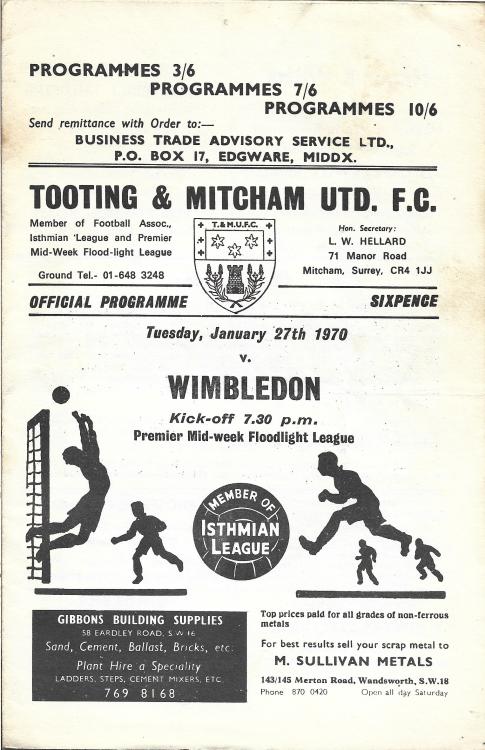 PROGRAMMES 3/6
PROGRAMMES 7/6
PROGRAMMES 10/6
Send remittance with Order to:—
BUSINESS TRADE ADVISORY SERVICE LTD.,
P.O. BOX 17, EDGWARE, MIDDX.
TOOTING & MITCHAM UTD. F.C.
Member of Football Assoc.,
Isthmian League and Premier
Mid-Week Flood-light League
Ground Tel.- 01-648 3248
T.& M.U.F.C.
Hon. Secretary:
L. W. HELLARD
71 Manor Road
Mitcham, Surrey, CR4 1JJ
OFFICIAL PROGRAMME
SIXPENCE
Tuesday, January 27th 1970
v.
WIMBLEDON
Kick-off 7.30 p.m.
Premier Mid-week Floodlight League
MEMBER OF
ISTHMIAN
LEAGUE
GIBBONS BUILDING SUPPLIES
58 EARDLEY ROAD, S W 16
Sand, Cement, Ballast, Bricks, etc.
Plant Hire a Speciality
LADDERS, STEPS, CEMENT MIXERS, ETC.
769 8168
Top prices paid for all grades of non-ferrous
metals
For best results sell your scrap metal to
M. SULLIVAN METALS
143/145 Merton Road, Wandsworth, S.W.18
Phone 870 0420 Open all day Saturday